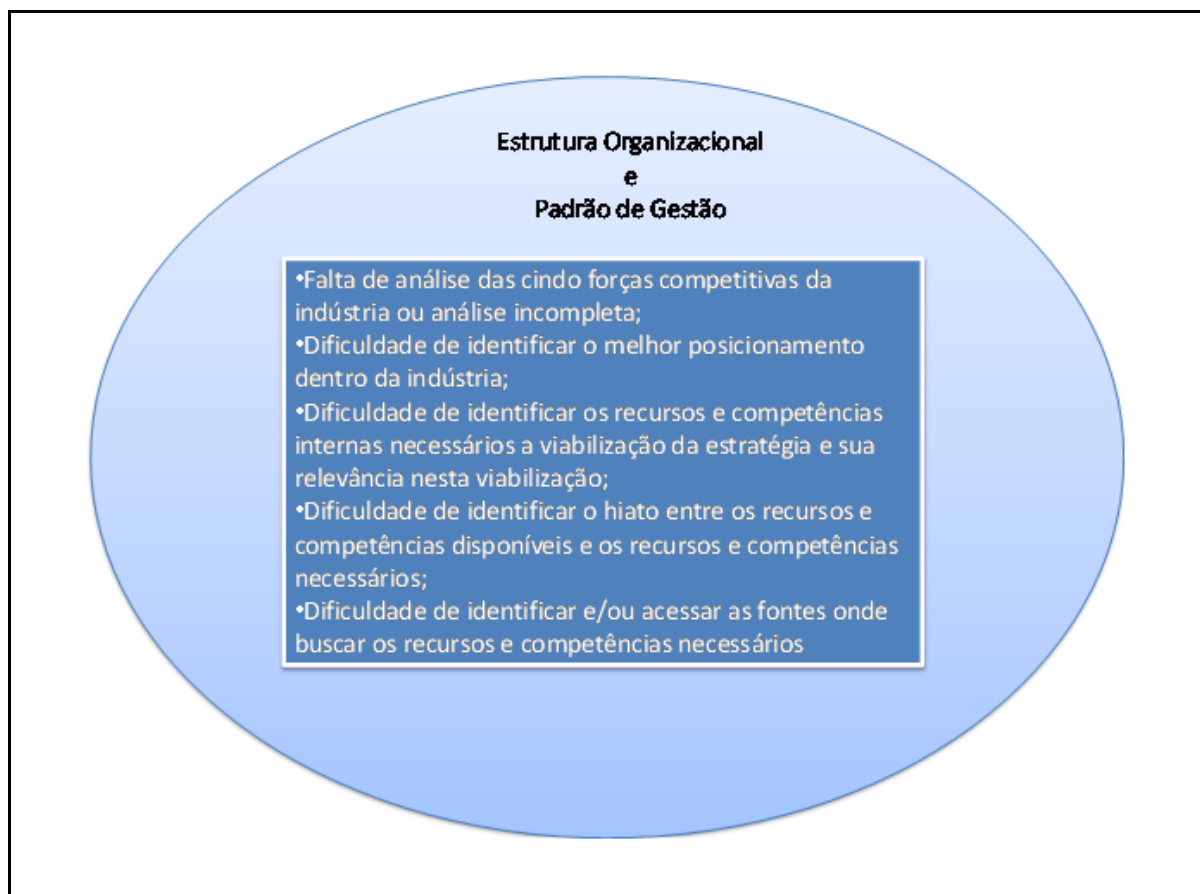 Estrutura Organizacional
e
Padrão de Gestão
•Falta de análise das cindo forças competitivas da
indústria ou análise incompleta;
•Dificuldade de identificar o melhor posicionamento
dentro da indústria;
•Dificuldade de identificar os recursos e competências
internas necessários a viabilização da estratégia e sua
relevância nesta viabilização;
•Dificuldade de identificar o hiato entre os recursos e
competências disponíveis e os recursos e competências
necessários;
•Dificuldade de identificar e/ou acessar as fontes onde
buscar os recursos e competências necessários